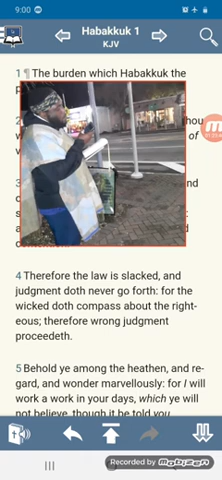 9:00
Habakkuk 1
KJV
1 ¶ The burden which Habakkuk the
2
thou
of
3
nd
4 Therefore the law is slacked, and
judgment doth never go forth: for the
wicked doth compass about the right-
eous; therefore wrong judgment
proceedeth.
5 Behold ye among the heathen, and re-
gard, and wonder marvellously: for I will
work a work in your days, which ye will
not believe, though it be told you.
Recorded by Mobizen